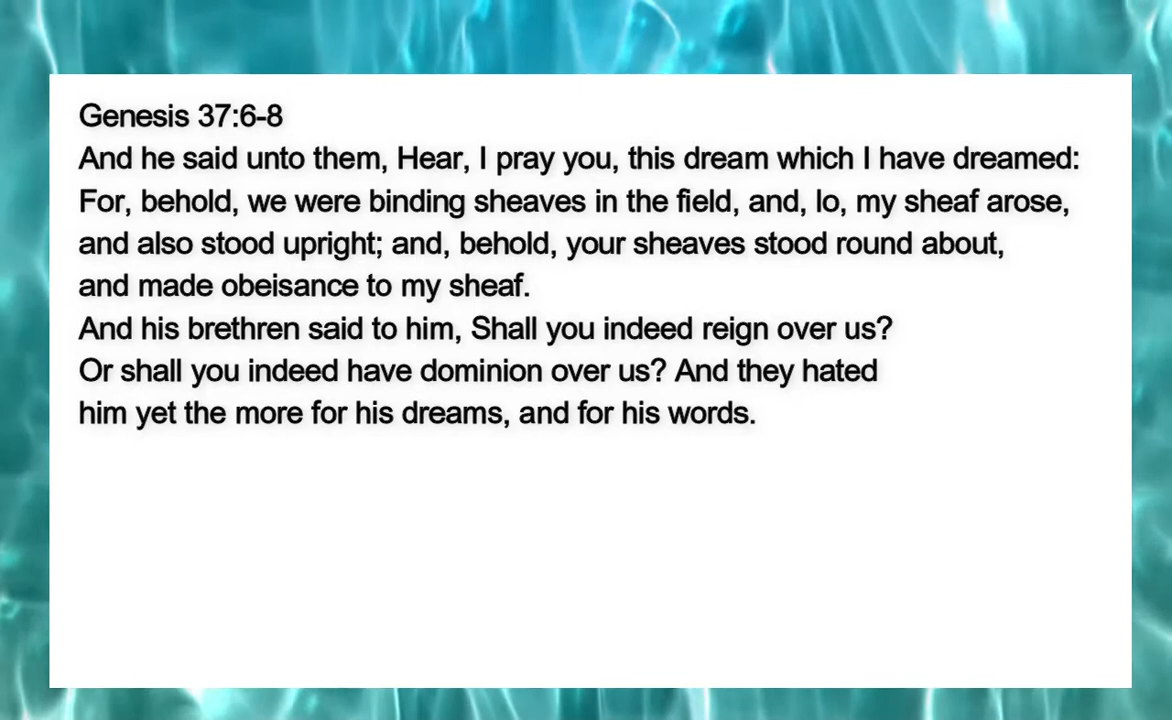 Genesis 37:6-8
And he said unto them, Hear, I pray you, this dream which I have dreamed:
For, behold, we were binding sheaves in the field, and, lo, my sheaf arose,
and also stood upright; and, behold, your sheaves stood round about,
and made obeisance to my sheaf.
And his brethren said to him, Shall you indeed reign over us?
Or shall you indeed have dominion over us? And they hated
him yet the more for his dreams, and for his words.